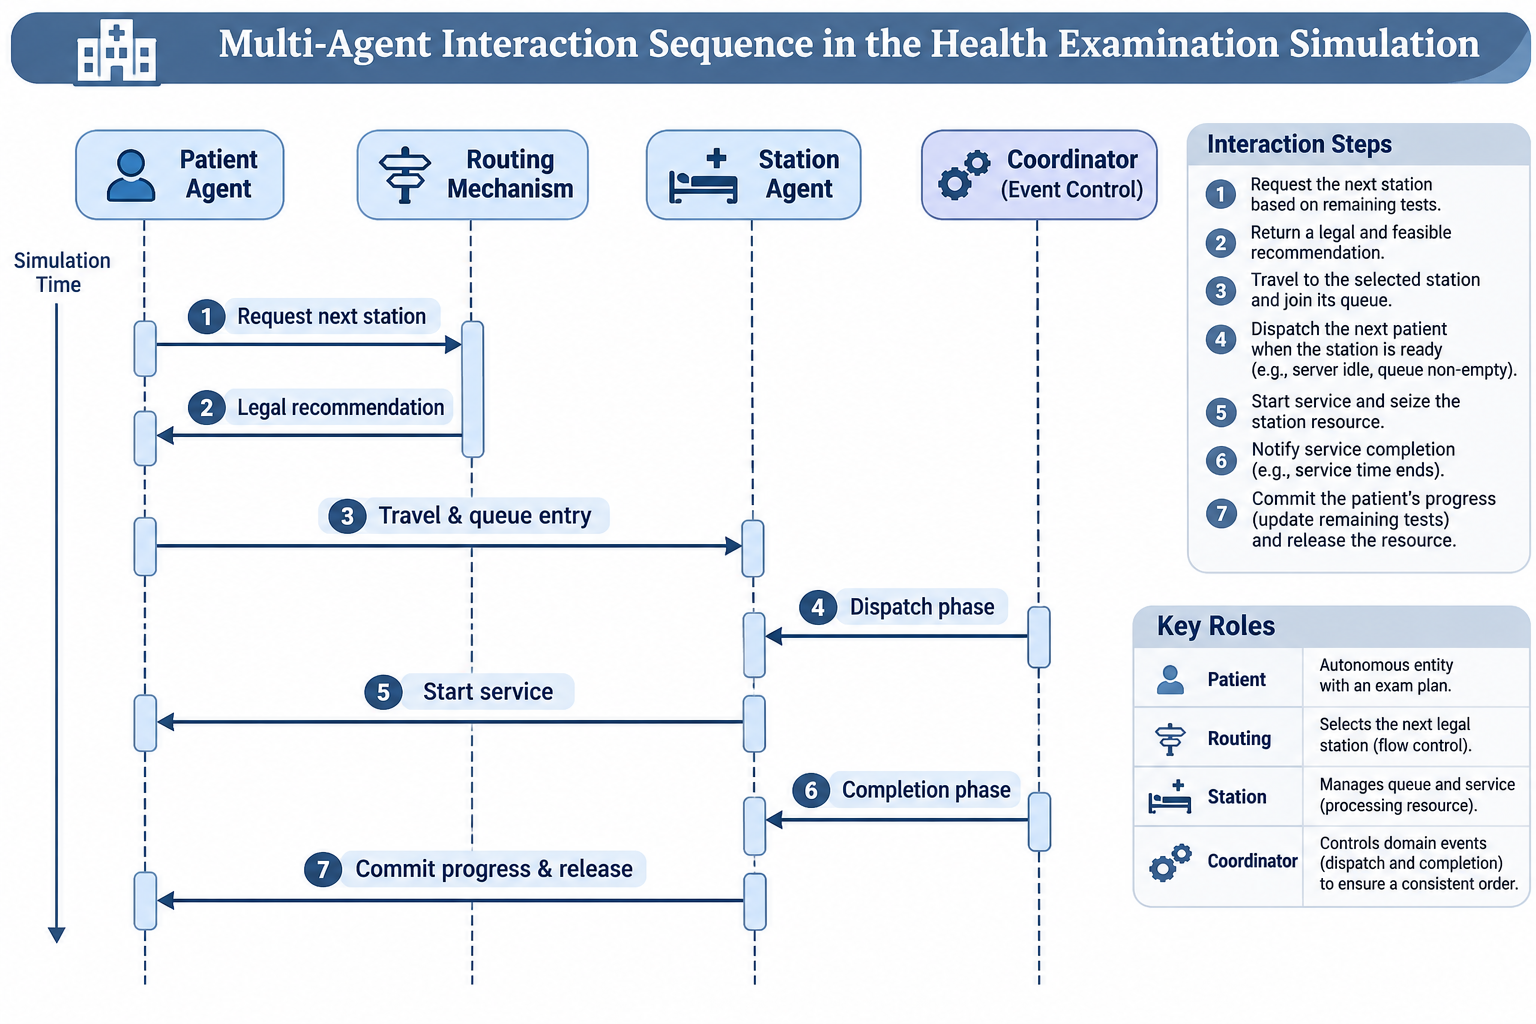 Multi-Agent Interaction Sequence in the Health Examination Simulation
Patient
Agent
Routing
Mechanism
Station
Agent
Coordinator
(Event Control)
Simulation
Time
1 Request next station
2 Legal recommendation
3 Travel & queue entry
4 Dispatch phase
5 Start service
6 Completion phase
7 Commit progress & release
Interaction Steps
1 Request the next station
based on remaining tests.
2 Return a legal and feasible
recommendation.
3 Travel to the selected station
and join its queue.
4 Dispatch the next patient
when the station is ready
(e.g., server idle, queue non-empty).
5 Start service and seize the
station resource.
6 Notify service completion
(e.g., service time ends).
7 Commit the patient's progress
(update remaining tests)
and release the resource.
Key Roles
Patient
Autonomous entity
with an exam plan.
Routing
Selects the next legal
station (flow control).
Station
Manages queue and service
(processing resource).
Coordinator
Controls domain events
(dispatch and completion)
to ensure a consistent order.